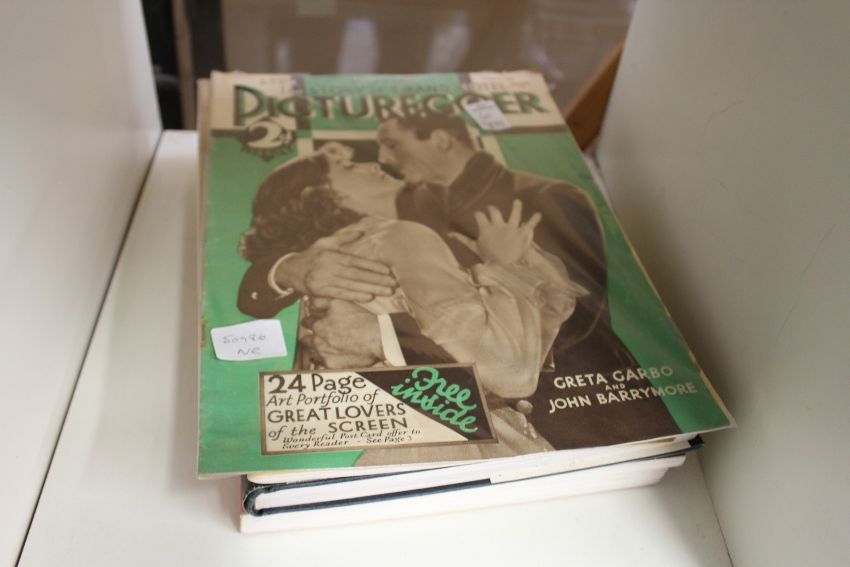 PICTUREGOER
2D
50986
NC
24 Page
Art Portfolio of
GREAT LOVERS
of the SCREEN
Wonderful Post Card offer to
Every Reader - See Page 3
Free
inside
GRETA GARBO
AND
JOHN BARRYMORE